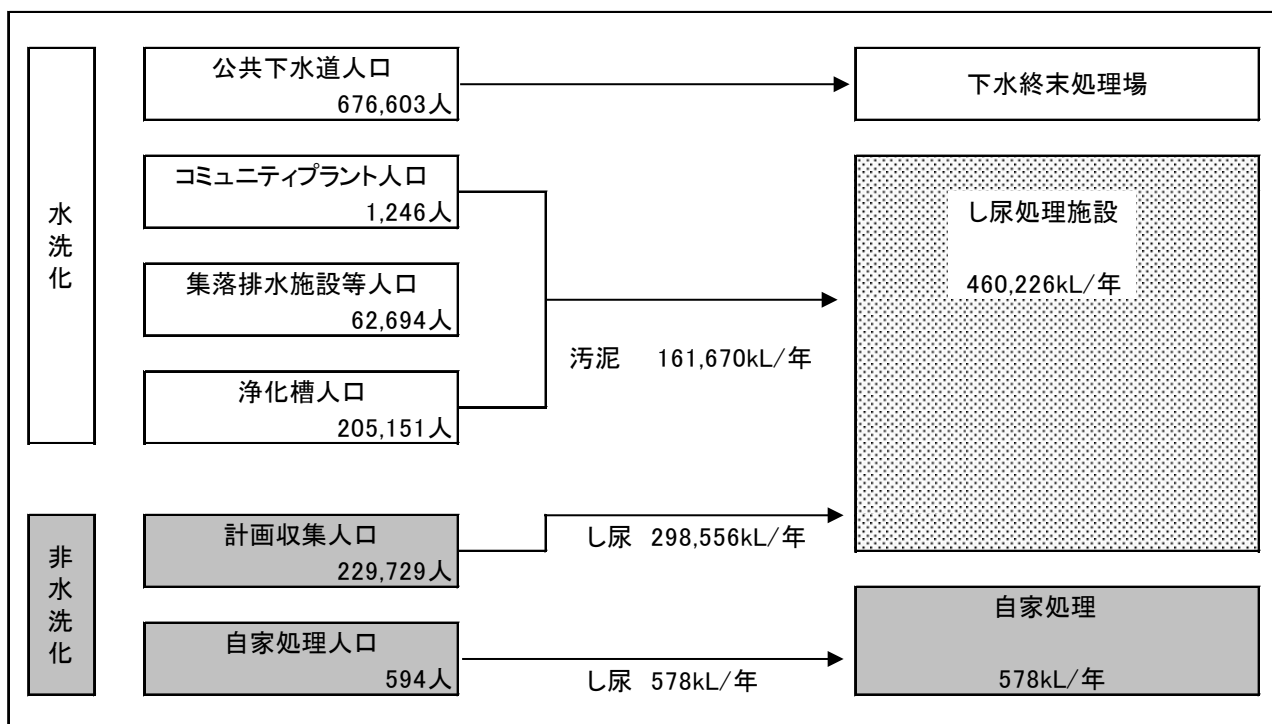 水洗化
公共下水道人口
676,603人
下水終末処理場
コミュニティプラント人口
1,246人
集落排水施設等人口
62,694人
浄化槽人口
205,151人
汚泥 161,670kL/年
し尿処理施設
460,226kL/年
非水洗化
計画収集人口
229,729人
し尿 298,556kL/年
自家処理人口
594人
し尿 578kL/年
自家処理
578kL/年